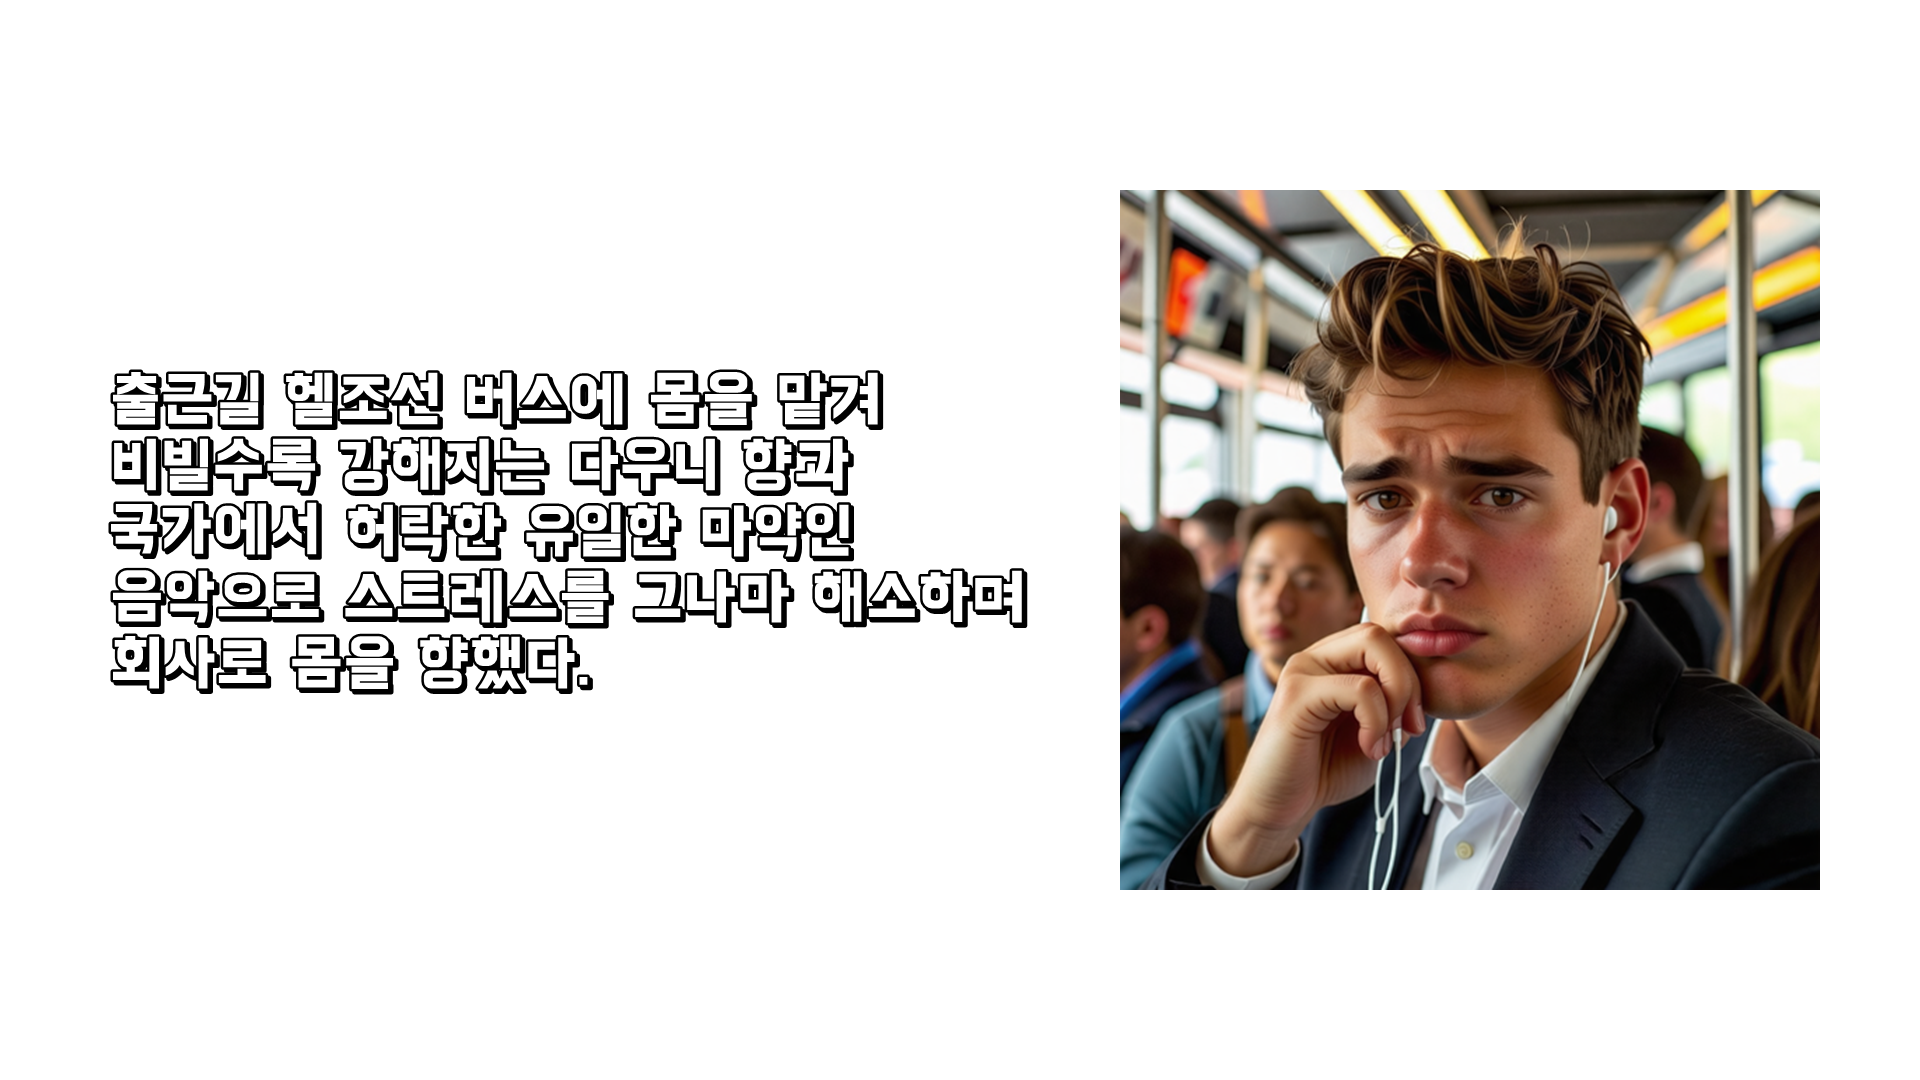 출근길 헬조선 버스에 몸을 맡겨
비빌수록 강해지는 다우니 향과
국가에서 허락한 유일한 마약인
음악으로 스트레스를 그나마 해소하며
회사로 몸을 향했다.